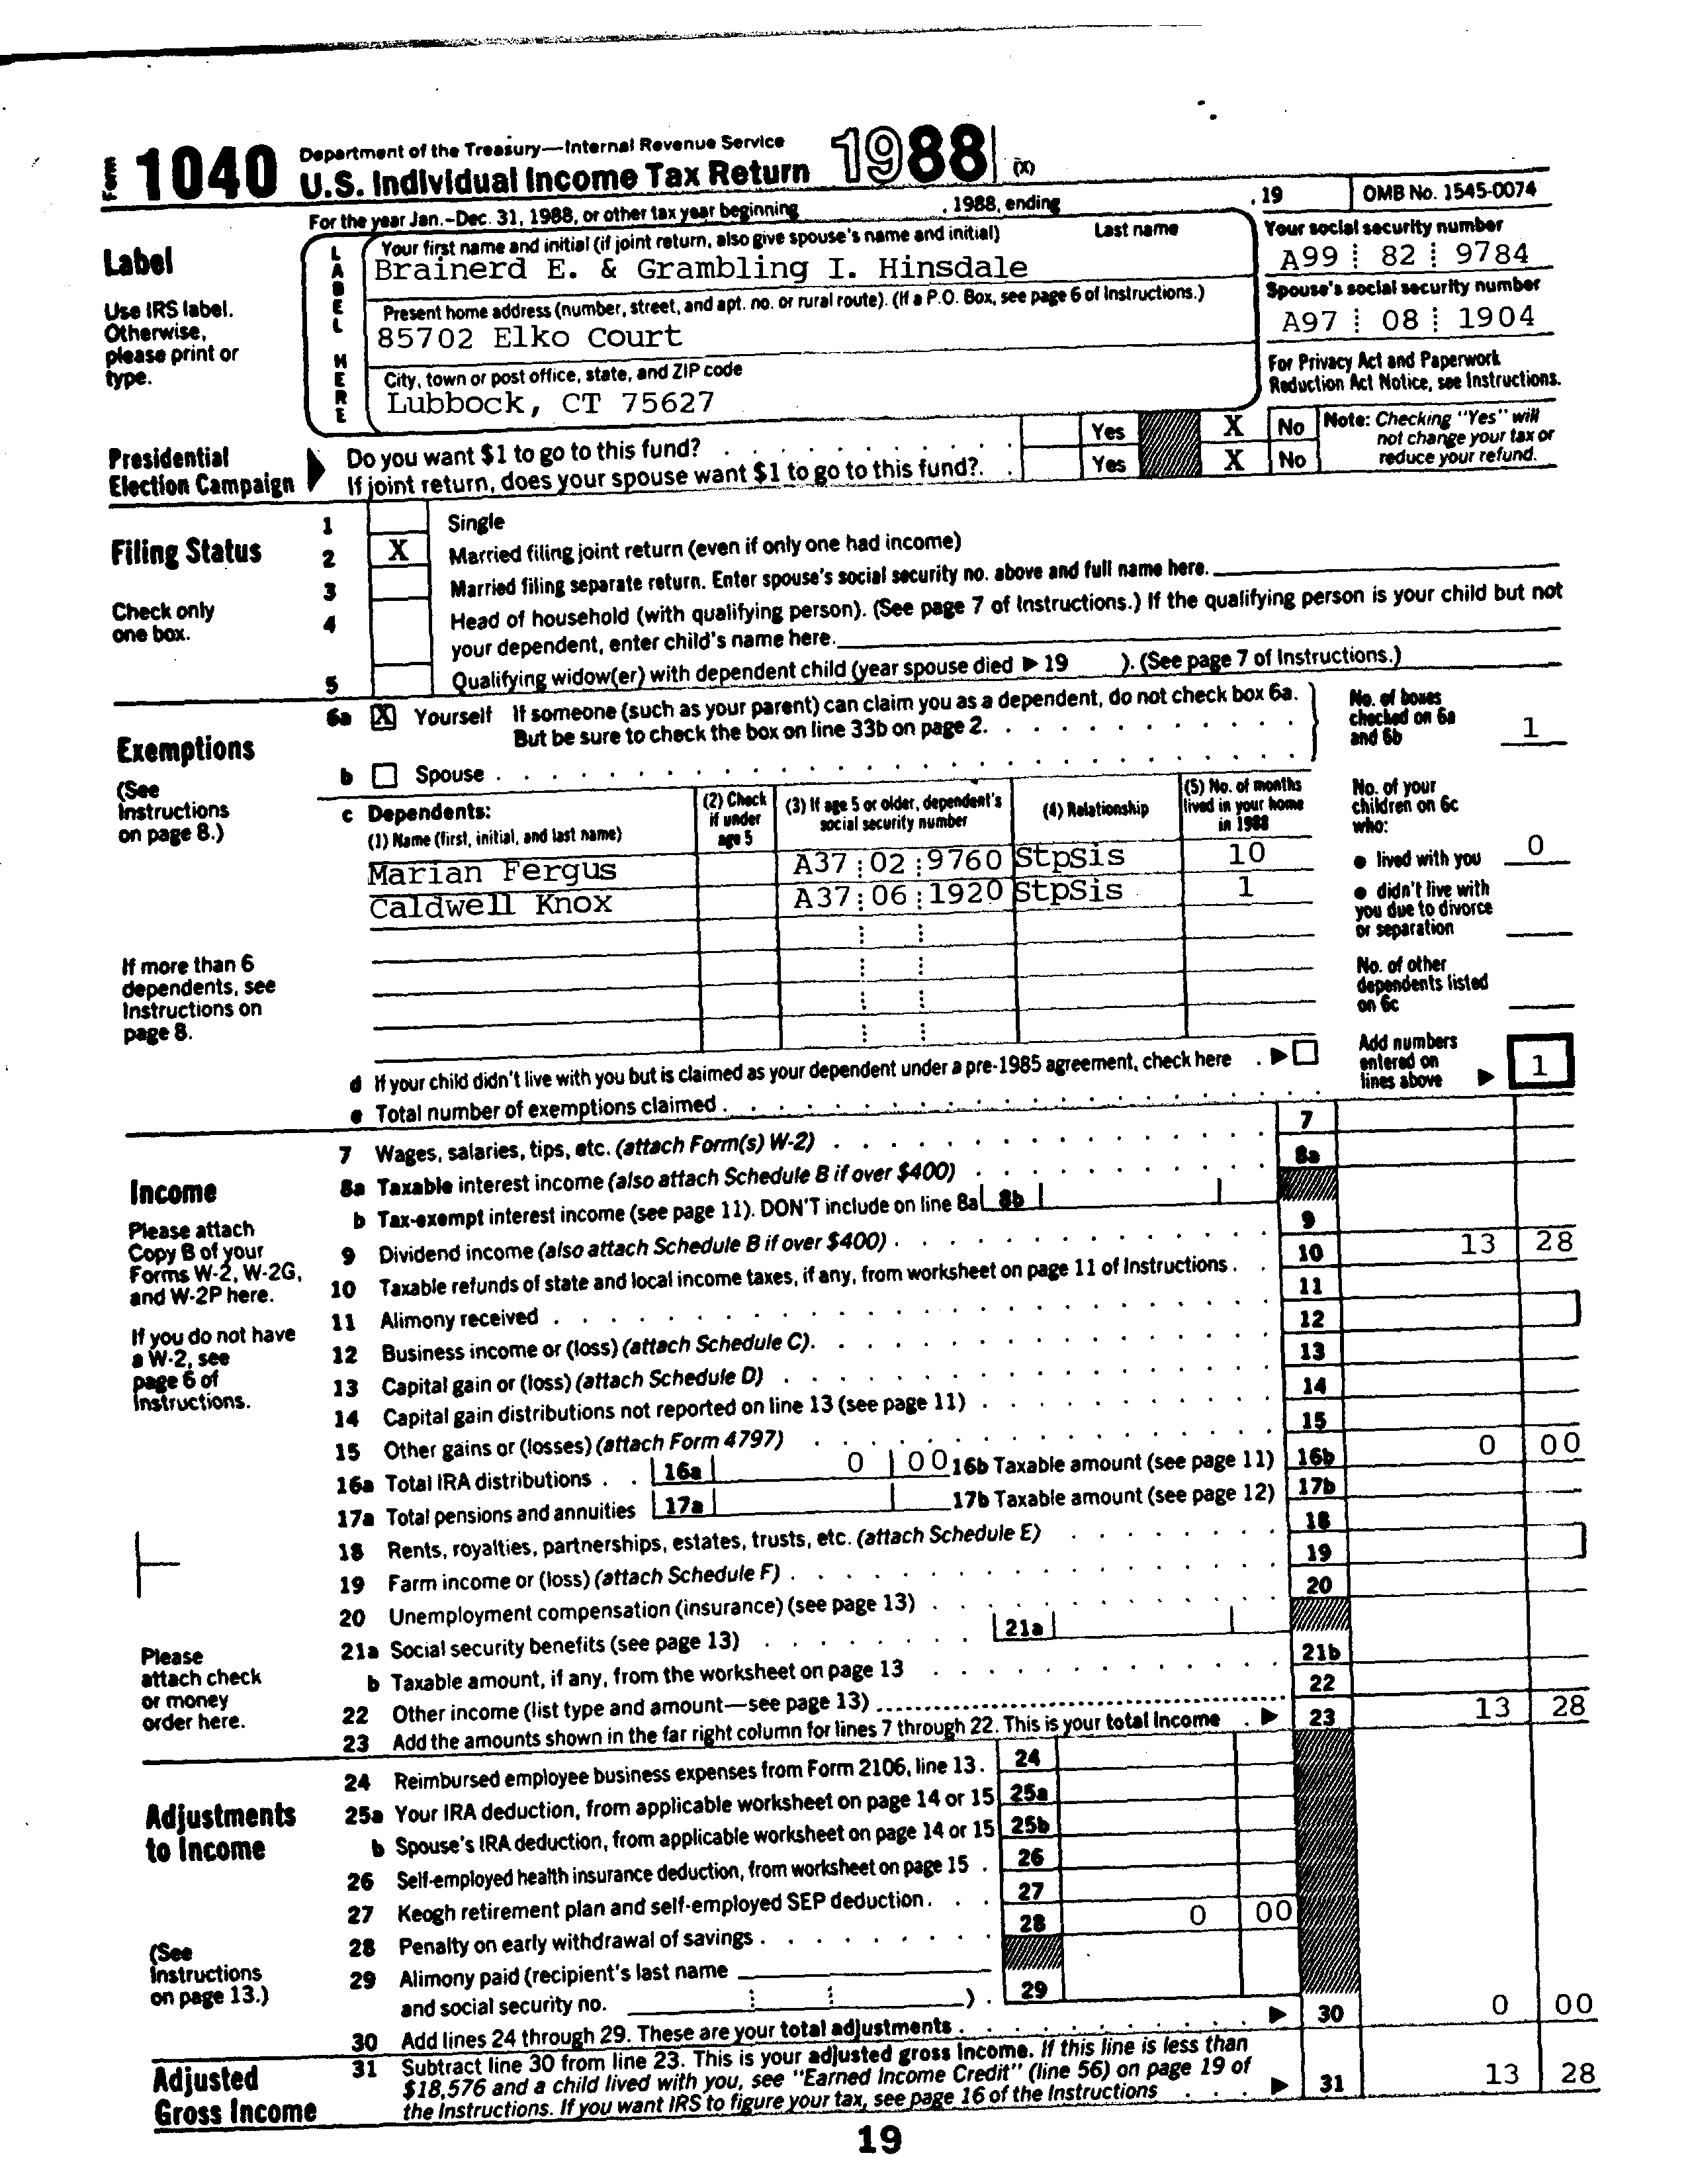 Form 1040 Department of the Treasury—Internal Revenue Service
U.S. Individual Income Tax Return 1988 (X)
For the year Jan.–Dec. 31, 1988, or other tax year beginning , 1988, ending , 19 OMB No. 1545-0074
Label
Use IRS label.
Otherwise,
please print or
type.
LABEL HERE
Your first name and initial (if joint return, also give spouse's name and initial) Last name
Brainerd E. & Grambling I. Hinsdale
Your social security number
A99 82 9784
Present home address (number, street, and apt. no. or rural route). (If a P.O. Box, see page 6 of Instructions.)
85702 Elko Court
Spouse's social security number
A97 08 1904
City, town or post office, state, and ZIP code
Lubbock, CT 75627
For Privacy Act and Paperwork
Reduction Act Notice, see Instructions.
Presidential
Election Campaign
Do you want $1 to go to this fund? Yes X No
If joint return, does your spouse want $1 to go to this fund? Yes X No
Note: Checking "Yes" will
not change your tax or
reduce your refund.
Filing Status
Check only
one box.
1 Single
2 X Married filing joint return (even if only one had income)
3 Married filing separate return. Enter spouse's social security no. above and full name here.
4 Head of household (with qualifying person). (See page 7 of Instructions.) If the qualifying person is your child but not
your dependent, enter child's name here.
5 Qualifying widow(er) with dependent child (year spouse died ▶ 19 ). (See page 7 of Instructions.)
Exemptions
(See
Instructions
on page 8.)
6a X Yourself If someone (such as your parent) can claim you as a dependent, do not check box 6a.
But be sure to check the box on line 33b on page 2.
b Spouse
No. of boxes
checked on 6a
and 6b 1
c Dependents:
(1) Name (first, initial, and last name)
(2) Check
if under
age 5
(3) If age 5 or older, dependent's
social security number
(4) Relationship
(5) No. of months
lived in your home
in 1988
Marian Fergus A37 02 9760 StpSis 10
Caldwell Knox A37 06 1920 StpSis 1
No. of your
children on 6c
who:
● lived with you 0
● didn't live with
you due to divorce
or separation
No. of other
dependents listed
on 6c
If more than 6
dependents, see
Instructions on
page 8.
d If your child didn't live with you but is claimed as your dependent under a pre-1985 agreement, check here ▶
e Total number of exemptions claimed
Add numbers
entered on
lines above ▶ 1
Income
Please attach
Copy B of your
Forms W-2, W-2G,
and W-2P here.
If you do not have
a W-2, see
page 6 of
Instructions.
Please
attach check
or money
order here.
7 Wages, salaries, tips, etc. (attach Form(s) W-2) 7
8a Taxable interest income (also attach Schedule B if over $400) 8a
b Tax-exempt interest income (see page 11). DON'T include on line 8a 8b
9 Dividend income (also attach Schedule B if over $400) 9
10 Taxable refunds of state and local income taxes, if any, from worksheet on page 11 of Instructions 10 13 28
11 Alimony received 11
12 Business income or (loss) (attach Schedule C) 12
13 Capital gain or (loss) (attach Schedule D) 13
14 Capital gain distributions not reported on line 13 (see page 11) 14
15 Other gains or (losses) (attach Form 4797) 15
16a Total IRA distributions 16a 0 00 16b Taxable amount (see page 11) 16b 0 00
17a Total pensions and annuities 17a 17b Taxable amount (see page 12) 17b
18 Rents, royalties, partnerships, estates, trusts, etc. (attach Schedule E) 18
19 Farm income or (loss) (attach Schedule F) 19
20 Unemployment compensation (insurance) (see page 13) 20
21a Social security benefits (see page 13) 21a
b Taxable amount, if any, from the worksheet on page 13 21b
22 Other income (list type and amount—see page 13) 22
23 Add the amounts shown in the far right column for lines 7 through 22. This is your total income ▶ 23 13 28
Adjustments
to Income
(See
Instructions
on page 13.)
24 Reimbursed employee business expenses from Form 2106, line 13. 24
25a Your IRA deduction, from applicable worksheet on page 14 or 15 25a
b Spouse's IRA deduction, from applicable worksheet on page 14 or 15 25b
26 Self-employed health insurance deduction, from worksheet on page 15 26
27 Keogh retirement plan and self-employed SEP deduction 27
28 Penalty on early withdrawal of savings 28 0 00
29 Alimony paid (recipient's last name
and social security no. ) 29
30 Add lines 24 through 29. These are your total adjustments ▶ 30 0 00
Adjusted
Gross Income
31 Subtract line 30 from line 23. This is your adjusted gross income. If this line is less than
$18,576 and a child lived with you, see "Earned Income Credit" (line 56) on page 19 of
the Instructions. If you want IRS to figure your tax, see page 16 of the Instructions ▶ 31 13 28
19